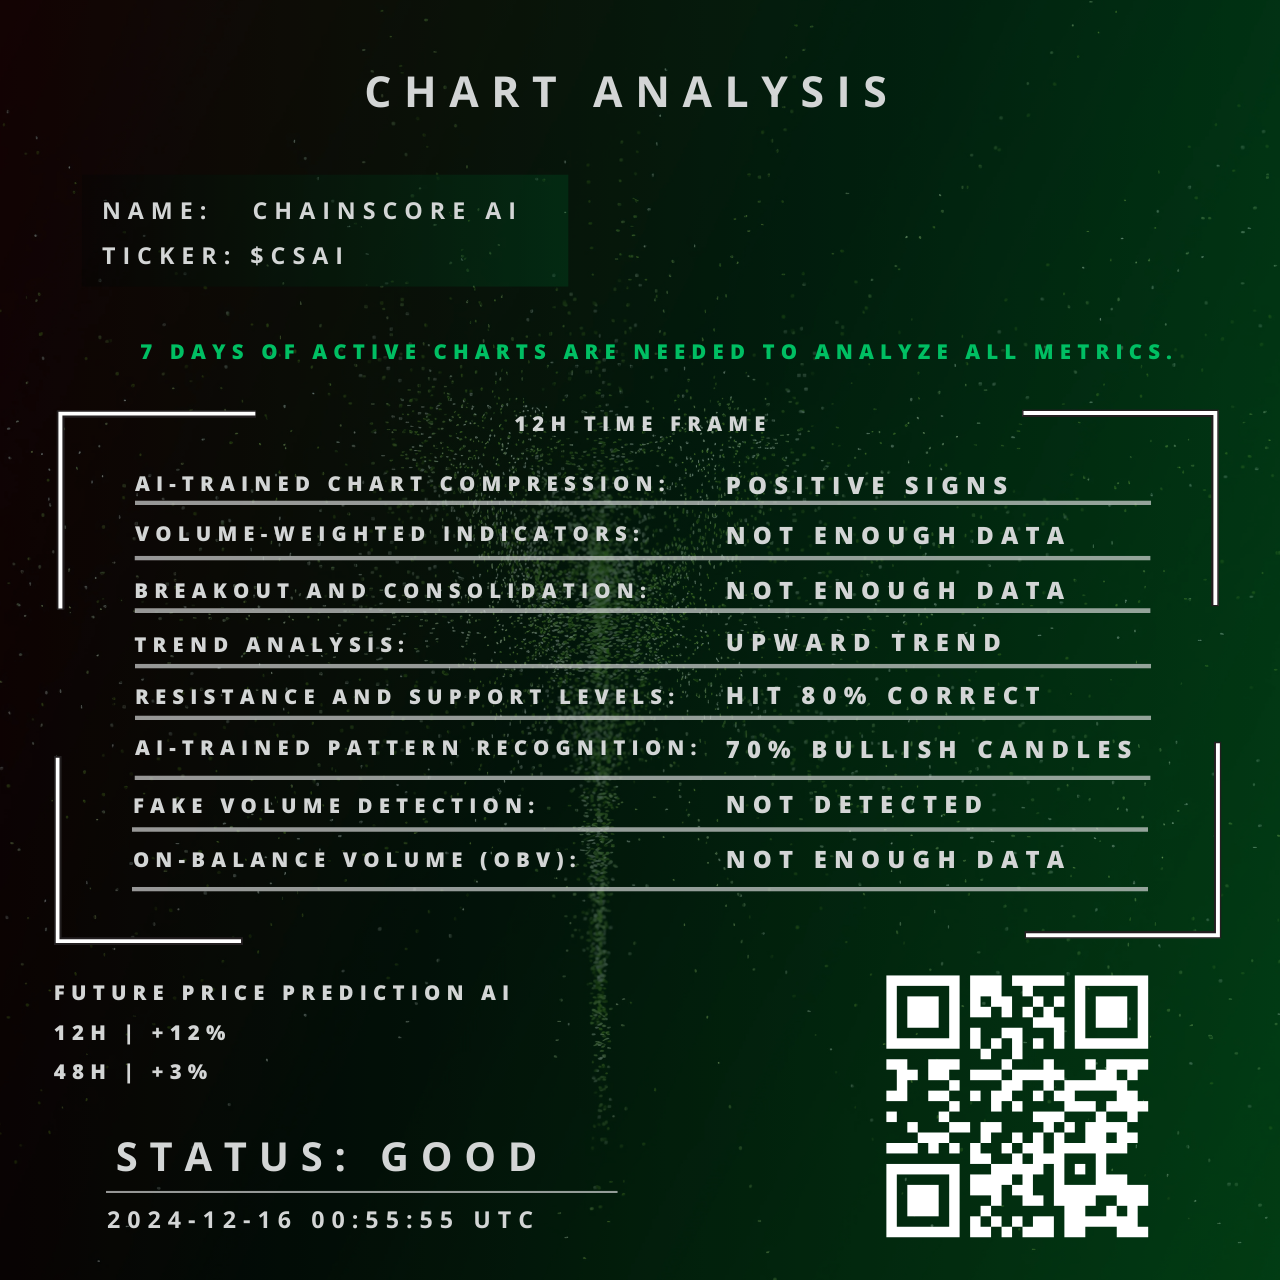 CHART ANALYSIS
NAME: CHAINSCORE AI
TICKER: $CSAI
7 DAYS OF ACTIVE CHARTS ARE NEEDED TO ANALYZE ALL METRICS.
12H TIME FRAME
AI-TRAINED CHART COMPRESSION: POSITIVE SIGNS
VOLUME-WEIGHTED INDICATORS: NOT ENOUGH DATA
BREAKOUT AND CONSOLIDATION: NOT ENOUGH DATA
TREND ANALYSIS: UPWARD TREND
RESISTANCE AND SUPPORT LEVELS: HIT 80% CORRECT
AI-TRAINED PATTERN RECOGNITION: 70% BULLISH CANDLES
FAKE VOLUME DETECTION: NOT DETECTED
ON-BALANCE VOLUME (OBV): NOT ENOUGH DATA
FUTURE PRICE PREDICTION AI
12H | +12%
48H | +3%
STATUS: GOOD
2024-12-16 00:55:55 UTC